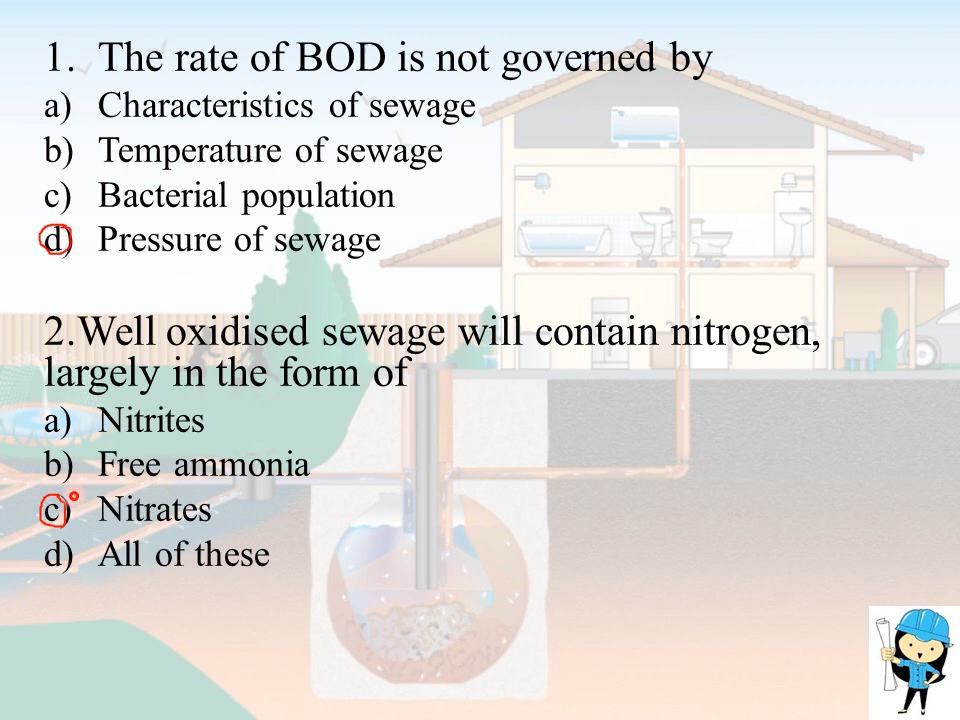 1. The rate of BOD is not governed by
a) Characteristics of sewage
b) Temperature of sewage
c) Bacterial population
d) Pressure of sewage
2.Well oxidised sewage will contain nitrogen,
largely in the form of
a) Nitrites
b) Free ammonia
c) Nitrates
d) All of these